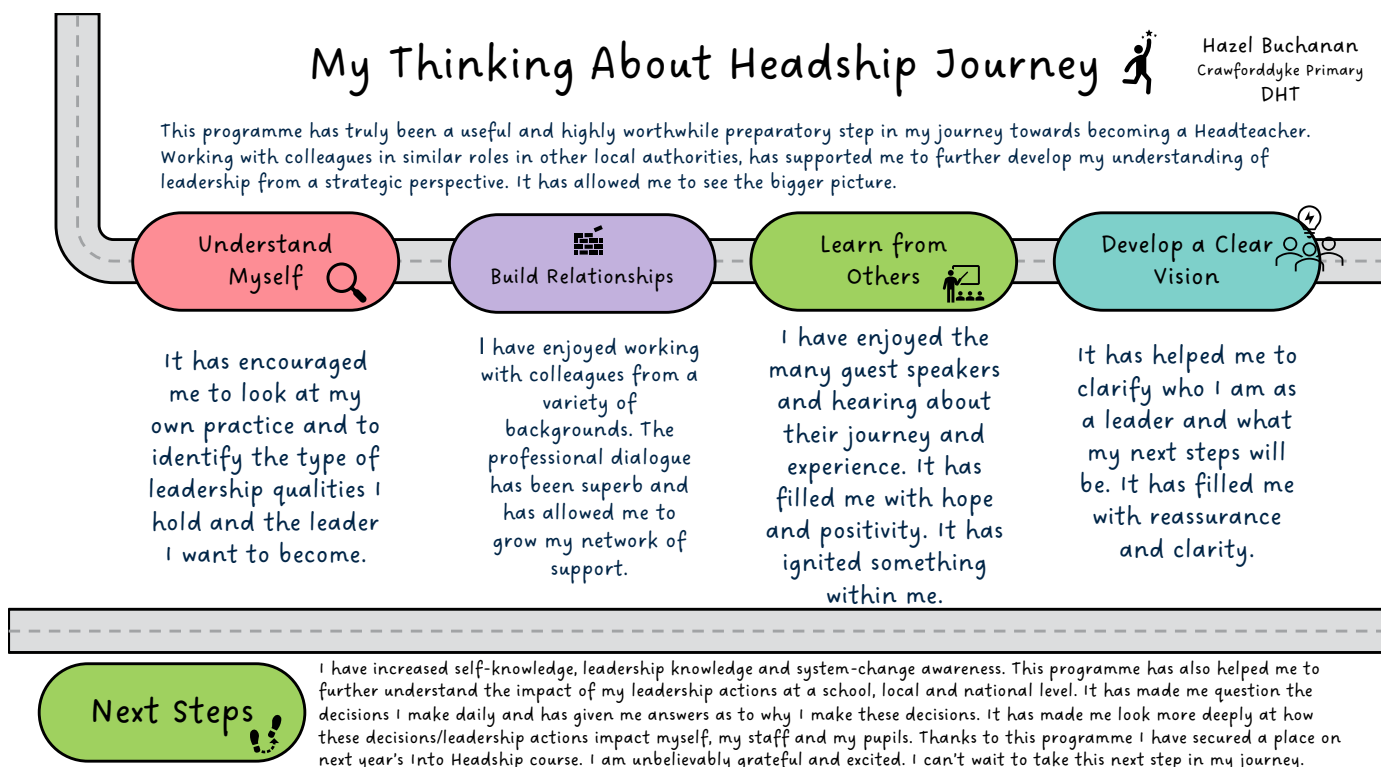 My Thinking About Headship Journey
Hazel Buchanan
Crawforddyke Primary
DHT
This programme has truly been a useful and highly worthwhile preparatory step in my journey towards becoming a Headteacher.
Working with colleagues in similar roles in other local authorities, has supported me to further develop my understanding of
leadership from a strategic perspective. It has allowed me to see the bigger picture.
Understand
Myself
Build Relationships
Learn from
Others
Develop a Clear
Vision
It has encouraged
me to look at my
own practice and to
identify the type of
leadership qualities I
hold and the leader
I want to become.
I have enjoyed working
with colleagues from a
variety of
backgrounds. The
professional dialogue
has been superb and
has allowed me to
grow my network of
support.
I have enjoyed the
many guest speakers
and hearing about
their journey and
experience. It has
filled me with hope
and positivity. It has
ignited something
within me.
It has helped me to
clarify who I am as
a leader and what
my next steps will
be. It has filled me
with reassurance
and clarity.
Next Steps
I have increased self-knowledge, leadership knowledge and system-change awareness. This programme has also helped me to
further understand the impact of my leadership actions at a school, local and national level. It has made me question the
decisions I make daily and has given me answers as to why I make these decisions. It has made me look more deeply at how
these decisions/leadership actions impact myself, my staff and my pupils. Thanks to this programme I have secured a place on
next year's Into Headship course. I am unbelievably grateful and excited. I can't wait to take this next step in my journey.